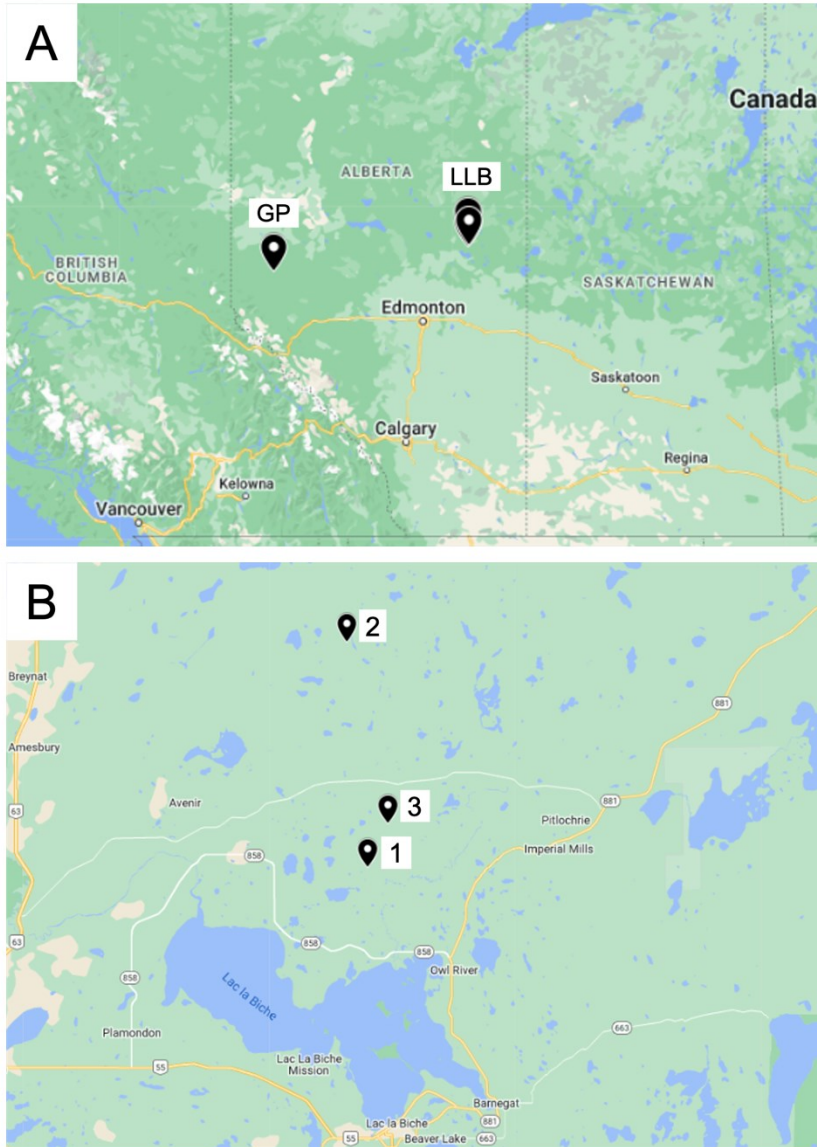 A
Canada
ALBERTA
LLB
GP
BRITISH
COLUMBIA
SASKATCHEWAN
Edmonton
Saskatoon
Calgary
Regina
Kelowna
Vancouver
B
2
Breynat
881
Amesbury
Avenir
3
881
63
Pitlochrie
1
Imperial Mills
858
63
858
858
Owl River
858
Lac la Biche
663
Plamondon
55
Lac La Biche
Mission
Barnegat
Lac la Biche
881
55
Beaver Lake
663